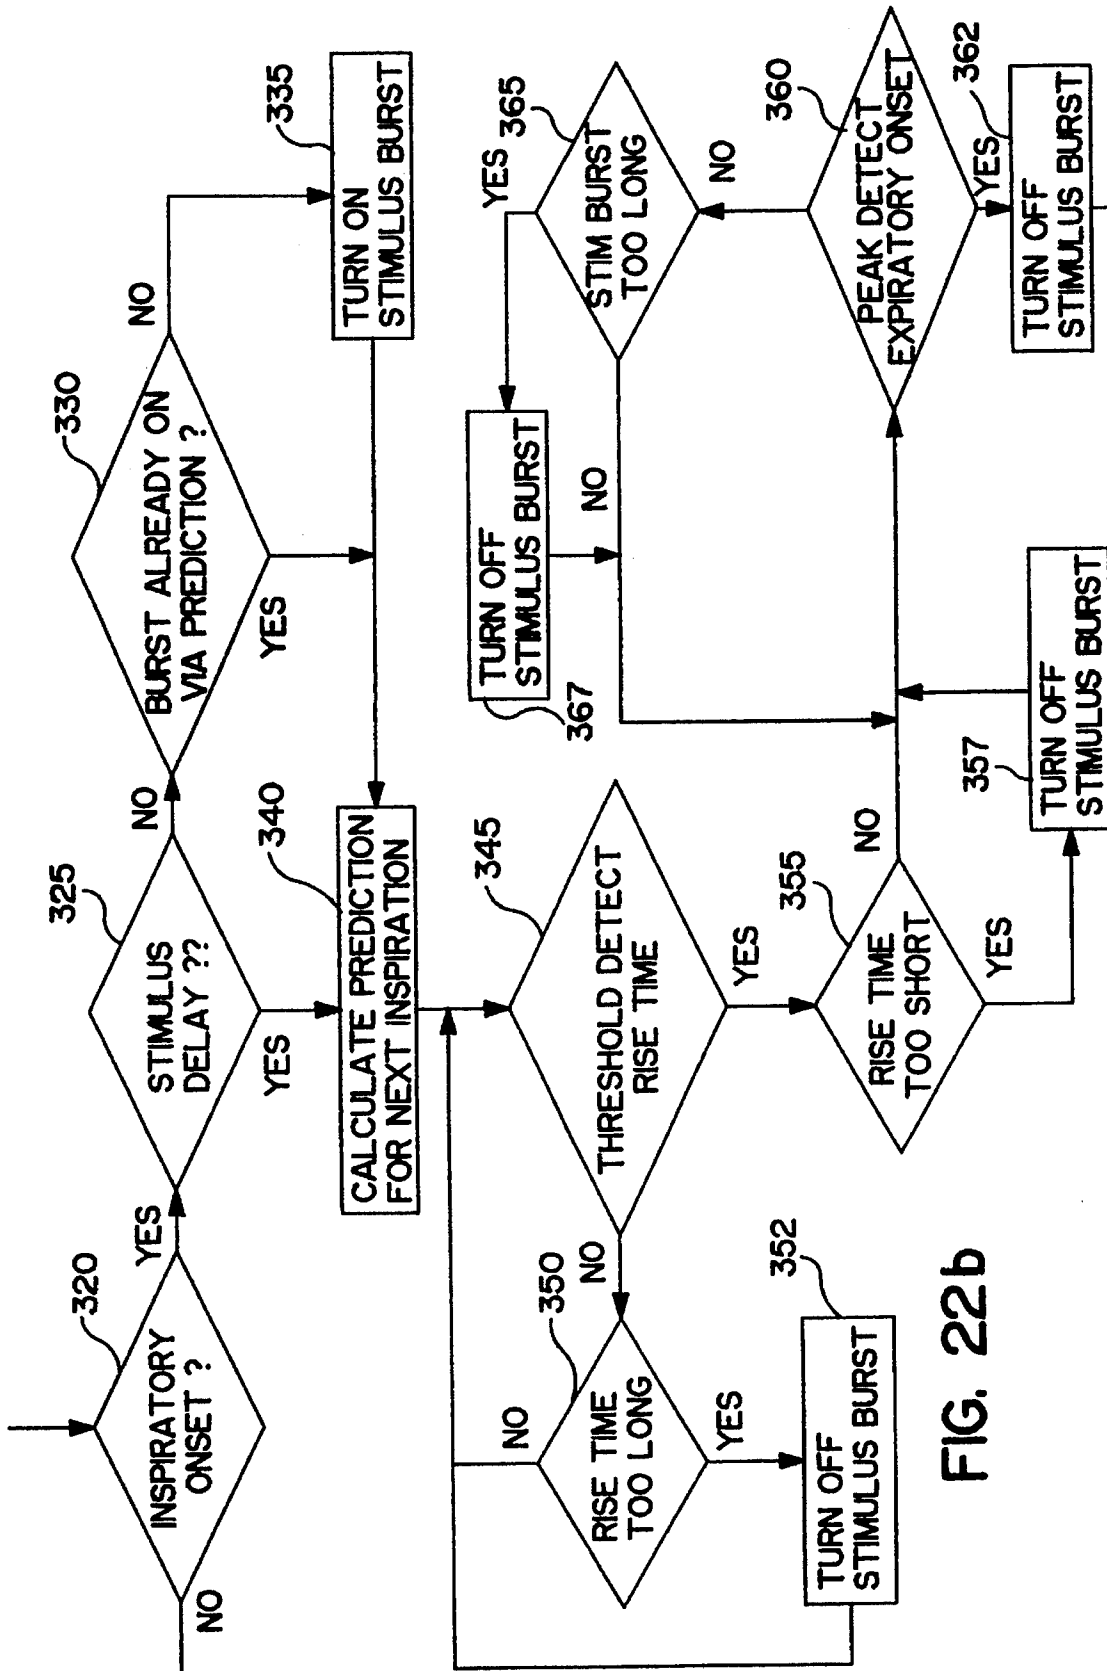 320
INSPIRATORY
ONSET ?
NO
YES
325
STIMULUS
DELAY ??
NO
YES
330
BURST ALREADY ON
VIA PREDICTION ?
NO
YES
335
TURN ON
STIMULUS BURST
340
CALCULATE PREDICTION
FOR NEXT INSPIRATION
345
THRESHOLD DETECT
RISE TIME
NO
YES
350
RISE TIME
TOO LONG
NO
YES
352
TURN OFF
STIMULUS BURST
355
RISE TIME
TOO SHORT
NO
YES
357
TURN OFF
STIMULUS BURST
360
PEAK DETECT
EXPIRATORY ONSET
NO
YES
362
TURN OFF
STIMULUS BURST
365
STIM BURST
TOO LONG
YES
NO
367
TURN OFF
STIMULUS BURST
FIG. 22b